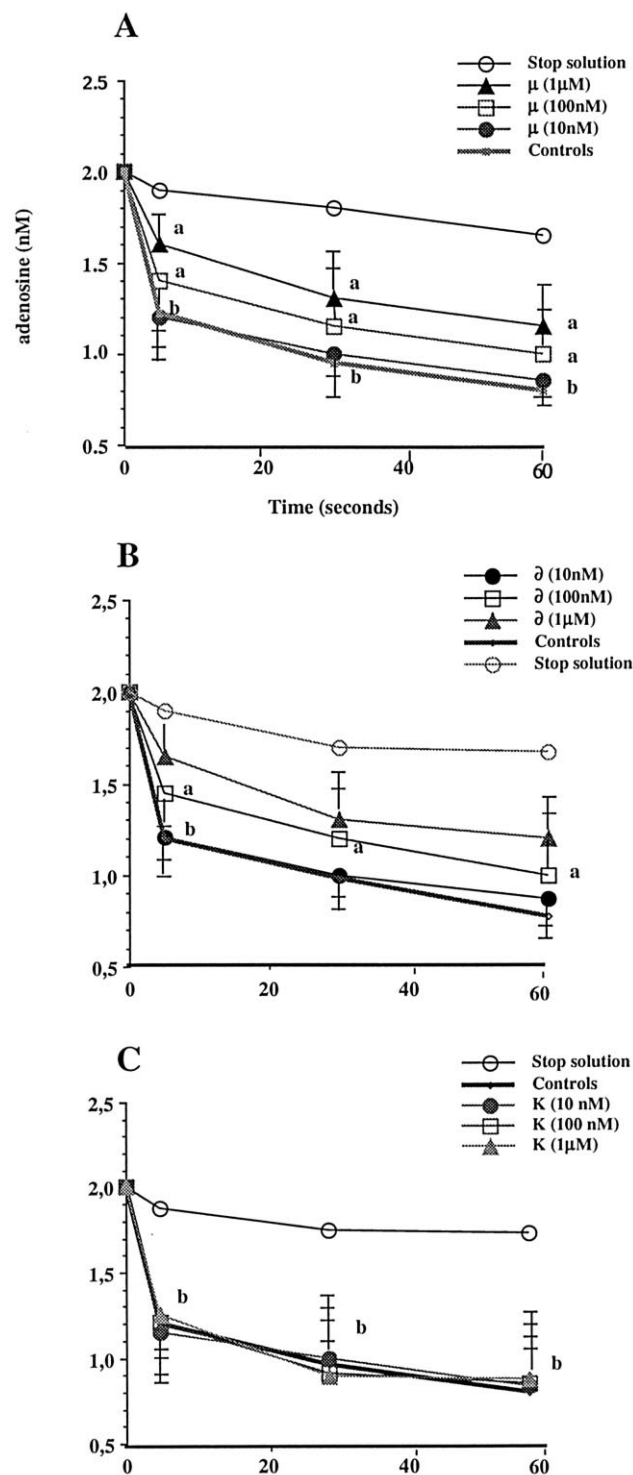 A
Stop solution
μ (1μM)
μ (100nM)
μ (10nM)
Controls
2.5
2.0
1.5
1.0
0.5
adenosine (nM)
a
a
b
a
a
b
a
a
b
0
20
40
60
Time (seconds)
B
∂ (10nM)
∂ (100nM)
∂ (1μM)
Controls
Stop solution
2,5
2,0
1,5
1,0
0,5
a
b
a
a
0
20
40
60
C
Stop solution
Controls
K (10 nM)
K (100 nM)
K (1μM)
2,5
2,0
1,5
1,0
0,5
b
b
b
0
20
40
60